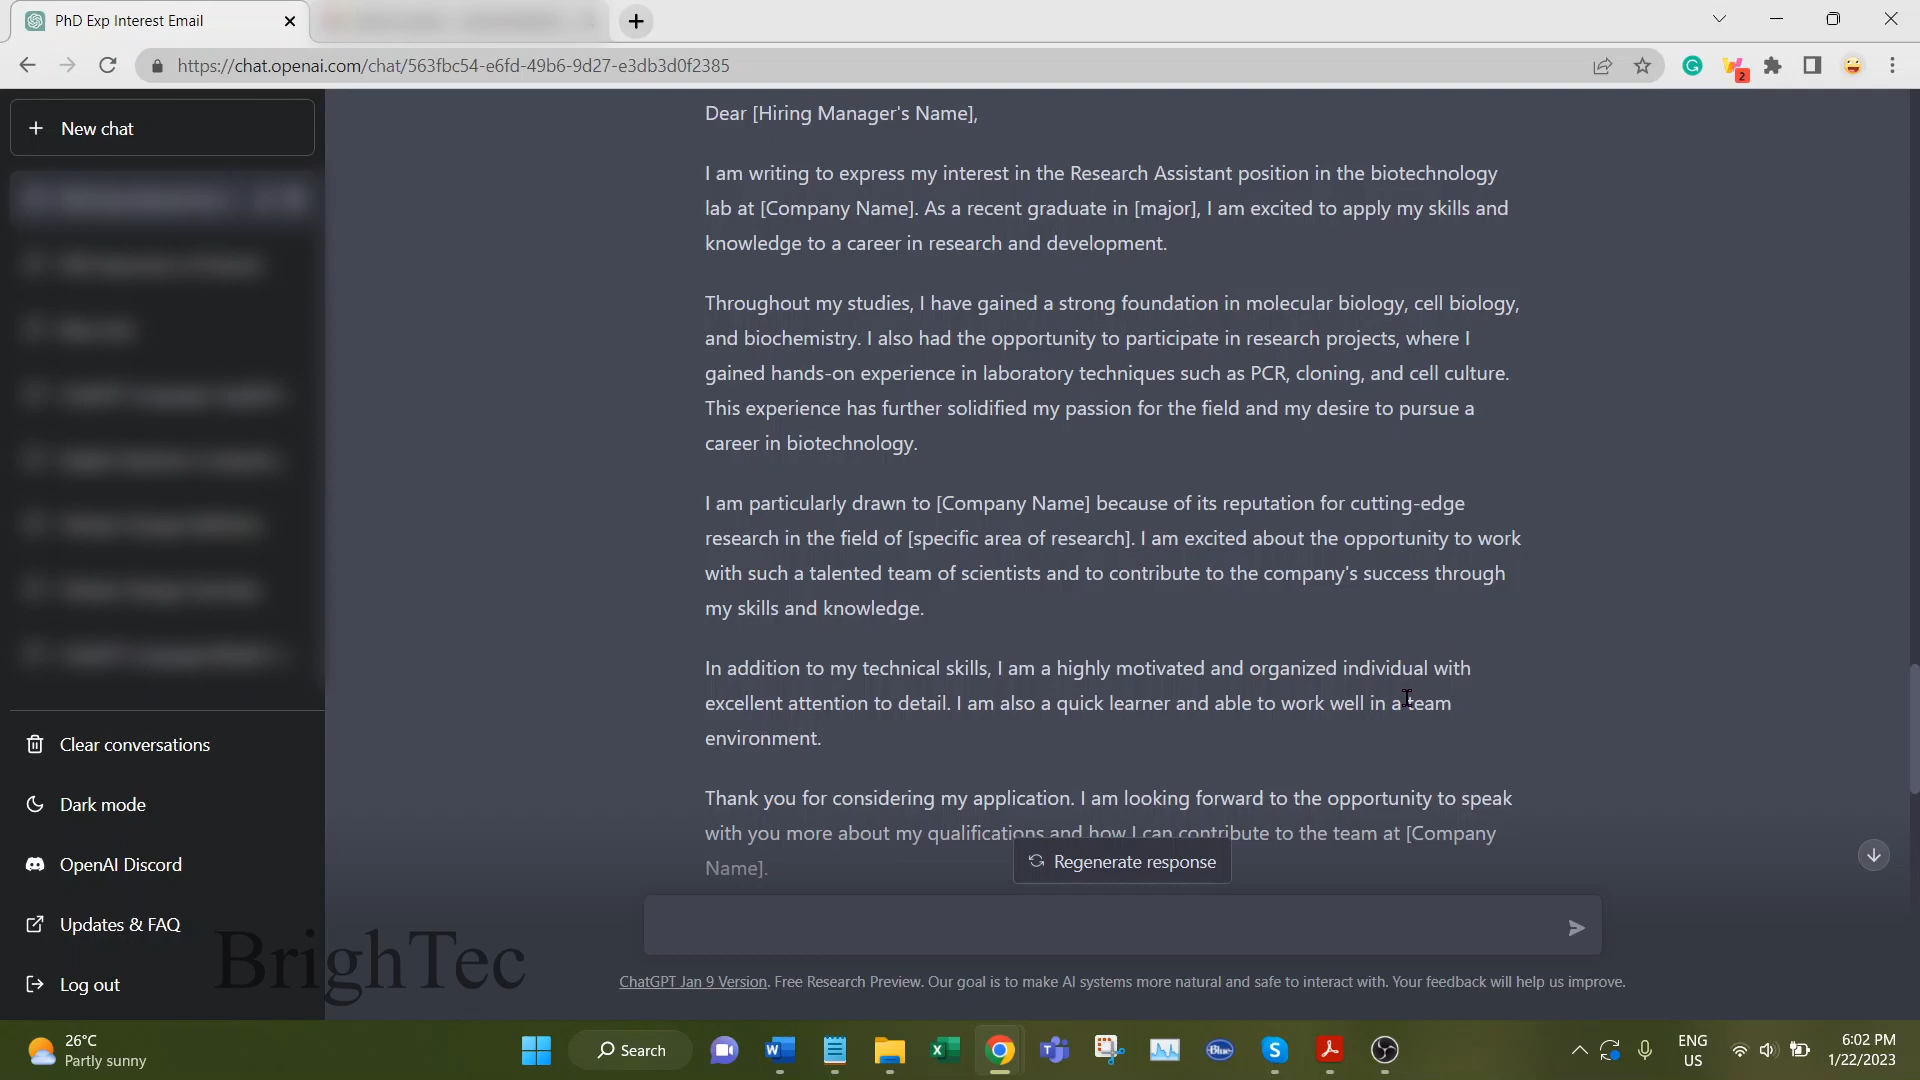 PhD Exp Interest Email
https://chat.openai.com/chat/563fbc54-e6fd-49b6-9d27-e3db3d0f2385
2
New chat
Dear [Hiring Manager's Name],
I am writing to express my interest in the Research Assistant position in the biotechnology
lab at [Company Name]. As a recent graduate in [major], I am excited to apply my skills and
knowledge to a career in research and development.
Throughout my studies, I have gained a strong foundation in molecular biology, cell biology,
and biochemistry. I also had the opportunity to participate in research projects, where I
gained hands-on experience in laboratory techniques such as PCR, cloning, and cell culture.
This experience has further solidified my passion for the field and my desire to pursue a
career in biotechnology.
I am particularly drawn to [Company Name] because of its reputation for cutting-edge
research in the field of [specific area of research]. I am excited about the opportunity to work
with such a talented team of scientists and to contribute to the company's success through
my skills and knowledge.
In addition to my technical skills, I am a highly motivated and organized individual with
excellent attention to detail. I am also a quick learner and able to work well in a team
environment.
Thank you for considering my application. I am looking forward to the opportunity to speak
with you more about my qualifications and how I can contribute to the team at [Company
Name].
Regenerate response
Clear conversations
Dark mode
OpenAI Discord
Updates & FAQ
Log out
BrighTec
ChatGPT Jan 9 Version. Free Research Preview. Our goal is to make AI systems more natural and safe to interact with. Your feedback will help us improve.
26°C
Partly sunny
Search
Blue
ENG
US
6:02 PM
1/22/2023